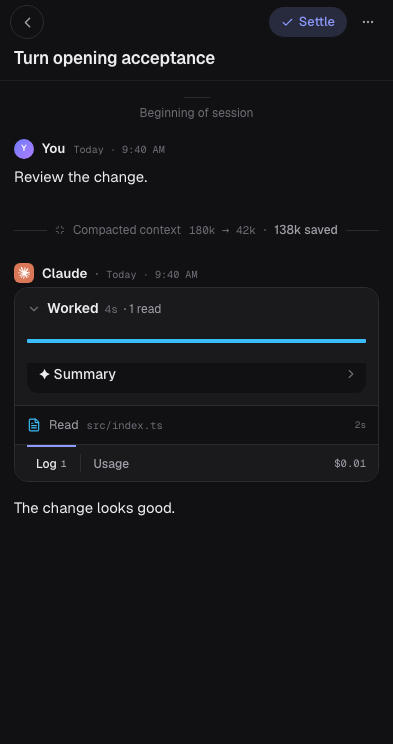 Settle
Turn opening acceptance
Beginning of session
Y You Today · 9:40 AM
Review the change.
Compacted context 180k → 42k · 138k saved
Claude · Today · 9:40 AM
Worked 4s · 1 read
Summary
Read src/index.ts 2s
Log 1 Usage $0.01
The change looks good.